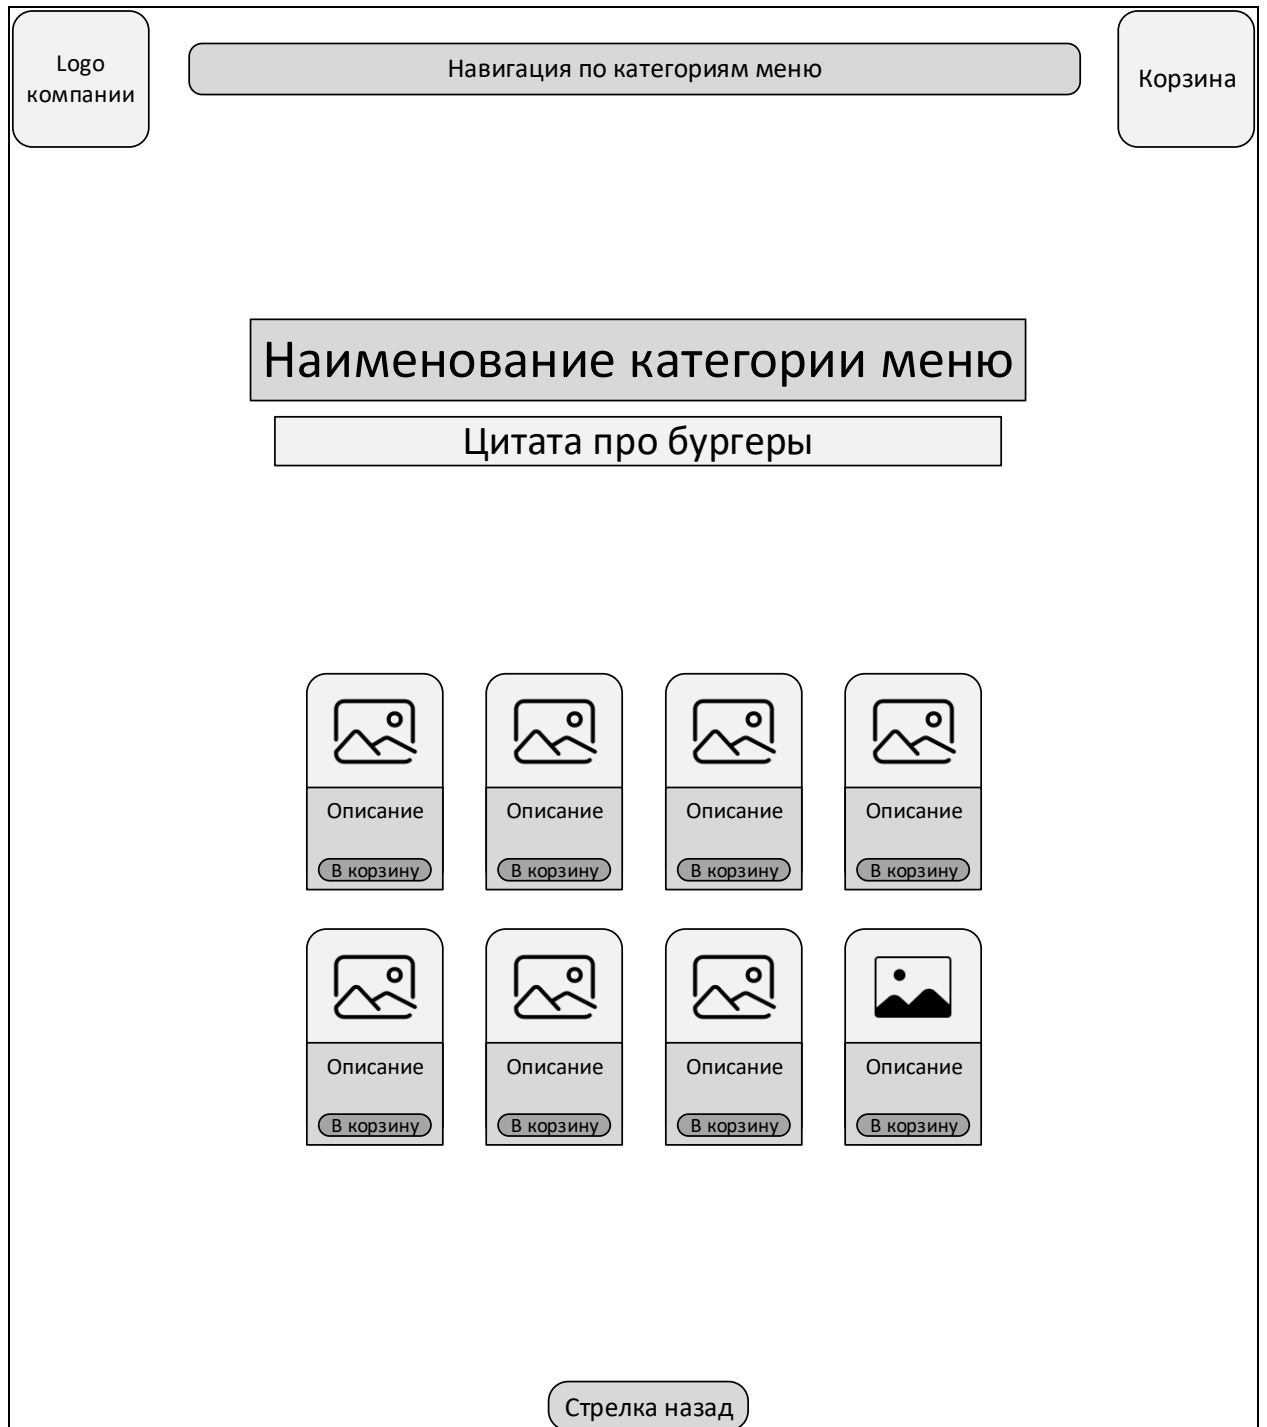 Logo
компании
Навигация по категориям меню
Корзина
Наименование категории меню
Цитата про бургеры
Описание
Описание
Описание
Описание
В корзину
В корзину
В корзину
В корзину
Описание
Описание
Описание
Описание
В корзину
В корзину
В корзину
В корзину
Стрелка назад